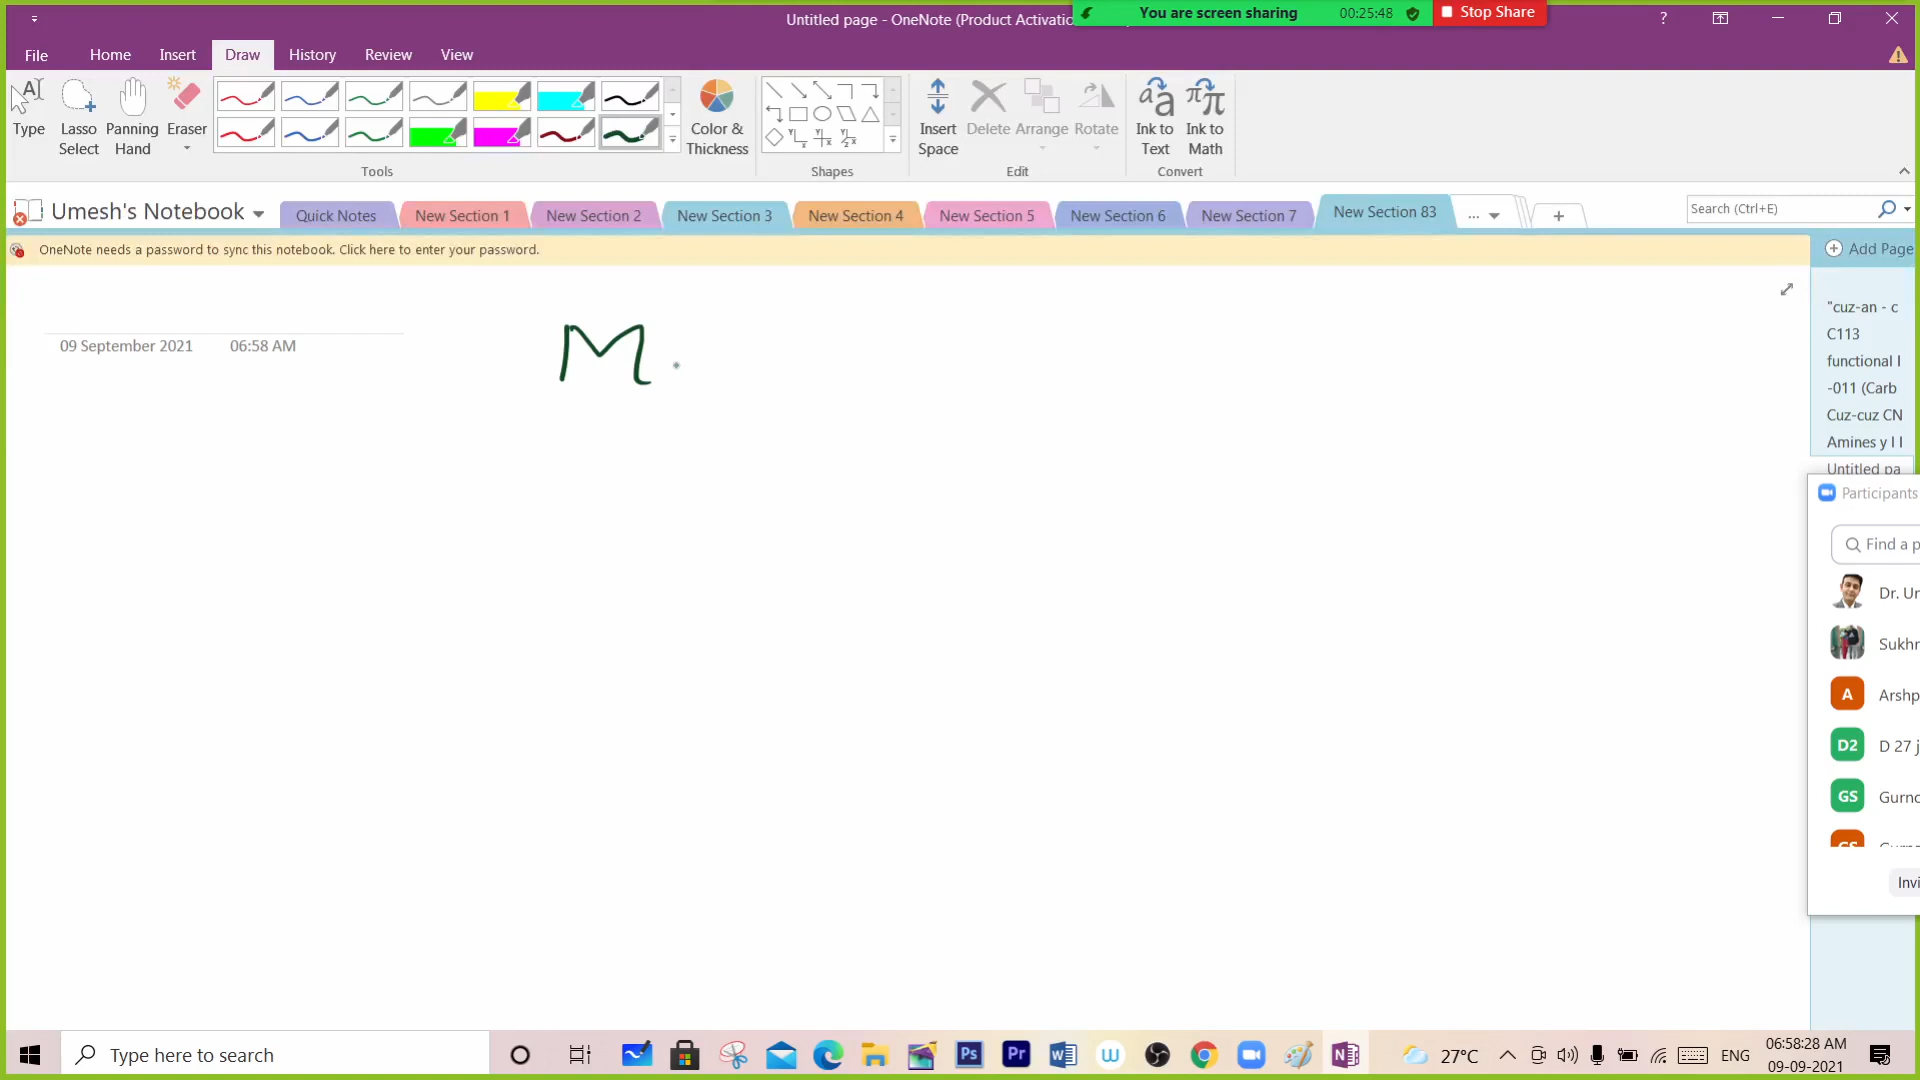 Untitled page - OneNote (Product Activatio
You are screen sharing 00:25:48 Stop Share
?
File Home Insert Draw History Review View
Type
Lasso Select
Panning Hand
Eraser
Color & Thickness
Insert Space
Delete
Arrange
Rotate
Ink to Text
Ink to Math
Tools Shapes Edit Convert
Umesh's Notebook Quick Notes New Section 1 New Section 2 New Section 3 New Section 4 New Section 5 New Section 6 New Section 7 New Section 83 ... + Search (Ctrl+E)
OneNote needs a password to sync this notebook. Click here to enter your password.
Add Page
09 September 2021 06:58 AM
M
"cuz-an - c
C113
functional I
-011 (Carb
Cuz-cuz CN
Amines y I I
Untitled pa
Participants
Find a p
Dr. Ur
Sukhr
A Arshp
D2 D 27 j
GS Gurnc
GS
Invi
Type here to search
Ps Pr W N
27°C ENG 06:58:28 AM
09-09-2021